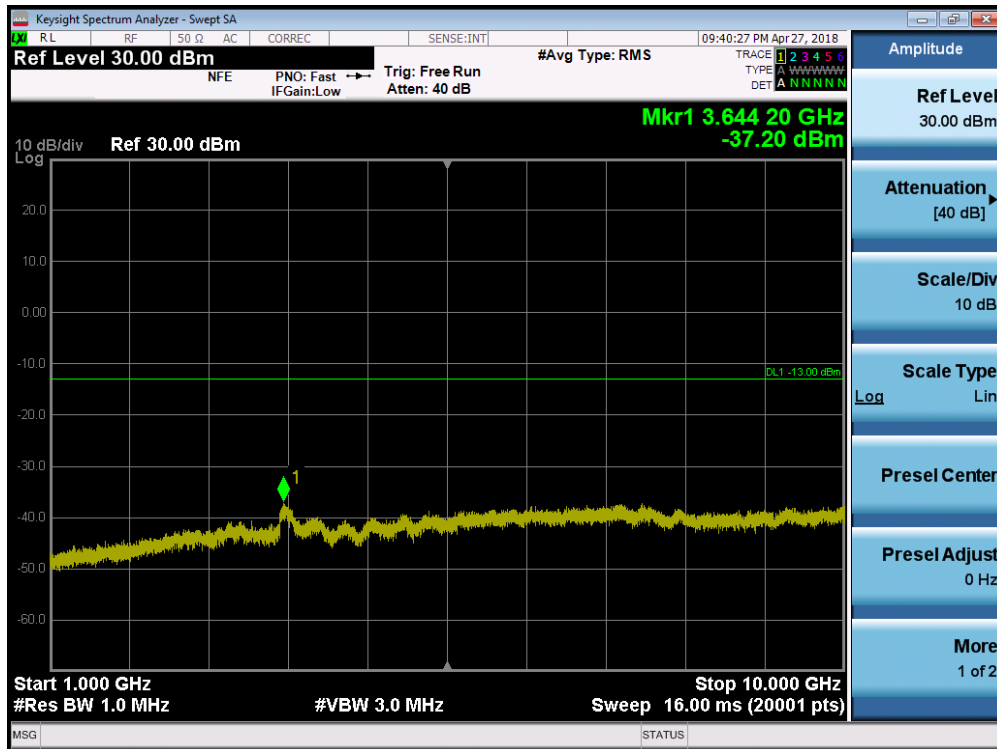 Keysight Spectrum Analyzer - Swept SA
LXI RL RF 50 Ω AC CORREC SENSE:INT 09:40:27 PM Apr 27, 2018
Ref Level 30.00 dBm #Avg Type: RMS TRACE 1 2 3 4 5 6
NFE PNO: Fast Trig: Free Run TYPE A WWWWW
IFGain:Low Atten: 40 dB DET A N N N N N
Mkr1 3.644 20 GHz
-37.20 dBm
10 dB/div Ref 30.00 dBm
Log
20.0
10.0
0.00
-10.0
DL1 -13.00 dBm
-20.0
-30.0
1
-40.0
-50.0
-60.0
Start 1.000 GHz Stop 10.000 GHz
#Res BW 1.0 MHz #VBW 3.0 MHz Sweep 16.00 ms (20001 pts)
MSG STATUS
Amplitude
Ref Level
30.00 dBm
Attenuation
[40 dB]
Scale/Div
10 dB
Scale Type
Log Lin
Presel Center
Presel Adjust
0 Hz
More
1 of 2